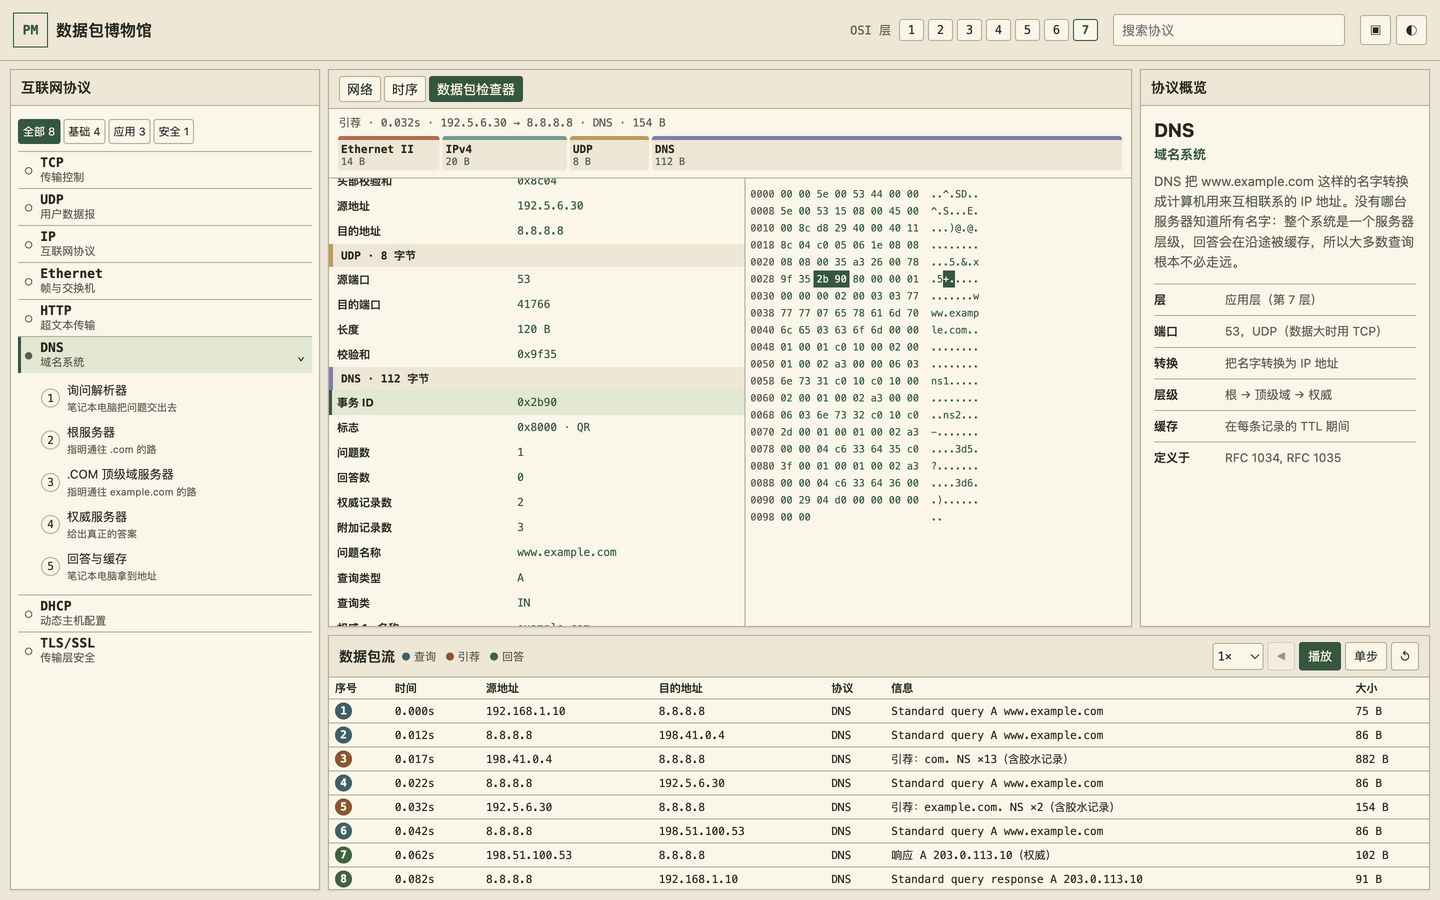 PM 数据包博物馆 OSI 层 1 2 3 4 5 6 7 搜索协议
互联网协议
全部 8 基础 4 应用 3 安全 1
TCP
传输控制
UDP
用户数据报
IP
互联网协议
Ethernet
帧与交换机
HTTP
超文本传输
DNS
域名系统
1 询问解析器
笔记本电脑把问题交出去
2 根服务器
指明通往 .com 的路
3 .COM 顶级域服务器
指明通往 example.com 的路
4 权威服务器
给出真正的答案
5 回答与缓存
笔记本电脑拿到地址
DHCP
动态主机配置
TLS/SSL
传输层安全
网络 时序 数据包检查器
引荐 · 0.032s · 192.5.6.30 → 8.8.8.8 · DNS · 154 B
Ethernet II IPv4 UDP DNS
14 B 20 B 8 B 112 B
头部校验和 0x8c04
源地址 192.5.6.30
目的地址 8.8.8.8
UDP · 8 字节
源端口 53
目的端口 41766
长度 120 B
校验和 0x9f35
DNS · 112 字节
事务 ID 0x2b90
标志 0x8000 · QR
问题数 1
回答数 0
权威记录数 2
附加记录数 3
问题名称 www.example.com
查询类型 A
查询类 IN
0000 00 00 5e 00 53 44 00 00 ..^.SD..
0008 5e 00 53 15 08 00 45 00 ^.S...E.
0010 00 8c d8 29 40 00 40 11 ...)@.@.
0018 8c 04 c0 05 06 1e 08 08 ........
0020 08 08 00 35 a3 26 00 78 ...5.&.x
0028 9f 35 2b 90 80 00 00 01 .5+.....
0030 00 00 00 02 00 03 03 77 .......w
0038 77 77 07 65 78 61 6d 70 ww.examp
0040 6c 65 03 63 6f 6d 00 00 le.com..
0048 01 00 01 c0 10 00 02 00 ........
0050 01 00 02 a3 00 00 06 03 ........
0058 6e 73 31 c0 10 c0 10 00 ns1.....
0060 02 00 01 00 02 a3 00 00 ........
0068 06 03 6e 73 32 c0 10 c0 ..ns2...
0070 2d 00 01 00 01 00 02 a3 -.......
0078 00 00 04 c6 33 64 35 c0 ....3d5.
0080 3f 00 01 00 01 00 02 a3 ?.......
0088 00 00 04 c6 33 64 36 00 ....3d6.
0090 00 29 04 d0 00 00 00 00 .)......
0098 00 00 ..
协议概览
DNS
域名系统
DNS 把 www.example.com 这样的名字转换
成计算机用来互相联系的 IP 地址。没有哪台
服务器知道所有名字：整个系统是一个服务器
层级，回答会在沿途被缓存，所以大多数查询
根本不必走远。
层 应用层（第 7 层）
端口 53，UDP（数据大时用 TCP）
转换 把名字转换为 IP 地址
层级 根 → 顶级域 → 权威
缓存 在每条记录的 TTL 期间
定义于 RFC 1034, RFC 1035
数据包流 查询 引荐 回答 1× 播放 单步
序号 时间 源地址 目的地址 协议 信息 大小
1 0.000s 192.168.1.10 8.8.8.8 DNS Standard query A www.example.com 75 B
2 0.012s 8.8.8.8 198.41.0.4 DNS Standard query A www.example.com 86 B
3 0.017s 198.41.0.4 8.8.8.8 DNS 引荐：com. NS ×13（含胶水记录） 882 B
4 0.022s 8.8.8.8 192.5.6.30 DNS Standard query A www.example.com 86 B
5 0.032s 192.5.6.30 8.8.8.8 DNS 引荐：example.com. NS ×2（含胶水记录） 154 B
6 0.042s 8.8.8.8 198.51.100.53 DNS Standard query A www.example.com 86 B
7 0.062s 198.51.100.53 8.8.8.8 DNS 响应 A 203.0.113.10（权威） 102 B
8 0.082s 8.8.8.8 192.168.1.10 DNS Standard query response A 203.0.113.10 91 B